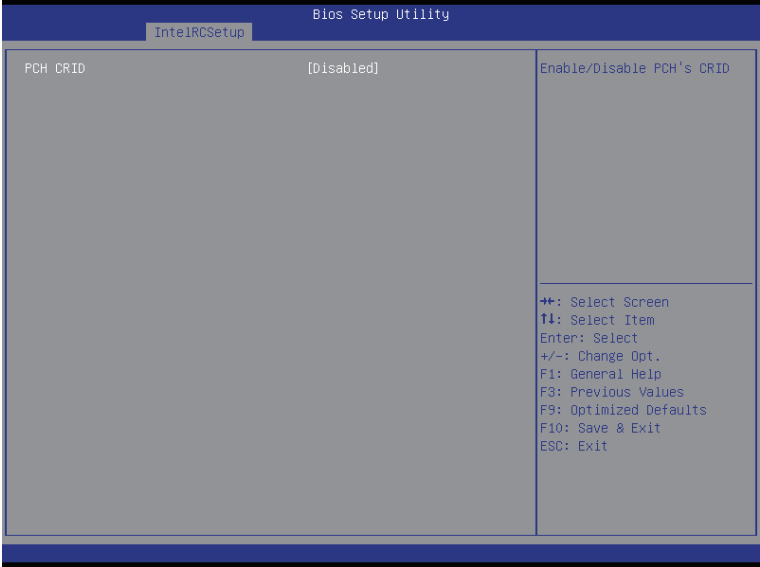 Bios Setup Utility
IntelRCSetup
PCH CRID [Disabled]
Enable/Disable PCH's CRID
→←: Select Screen
↑↓: Select Item
Enter: Select
+/-: Change Opt.
F1: General Help
F3: Previous Values
F9: Optimized Defaults
F10: Save & Exit
ESC: Exit